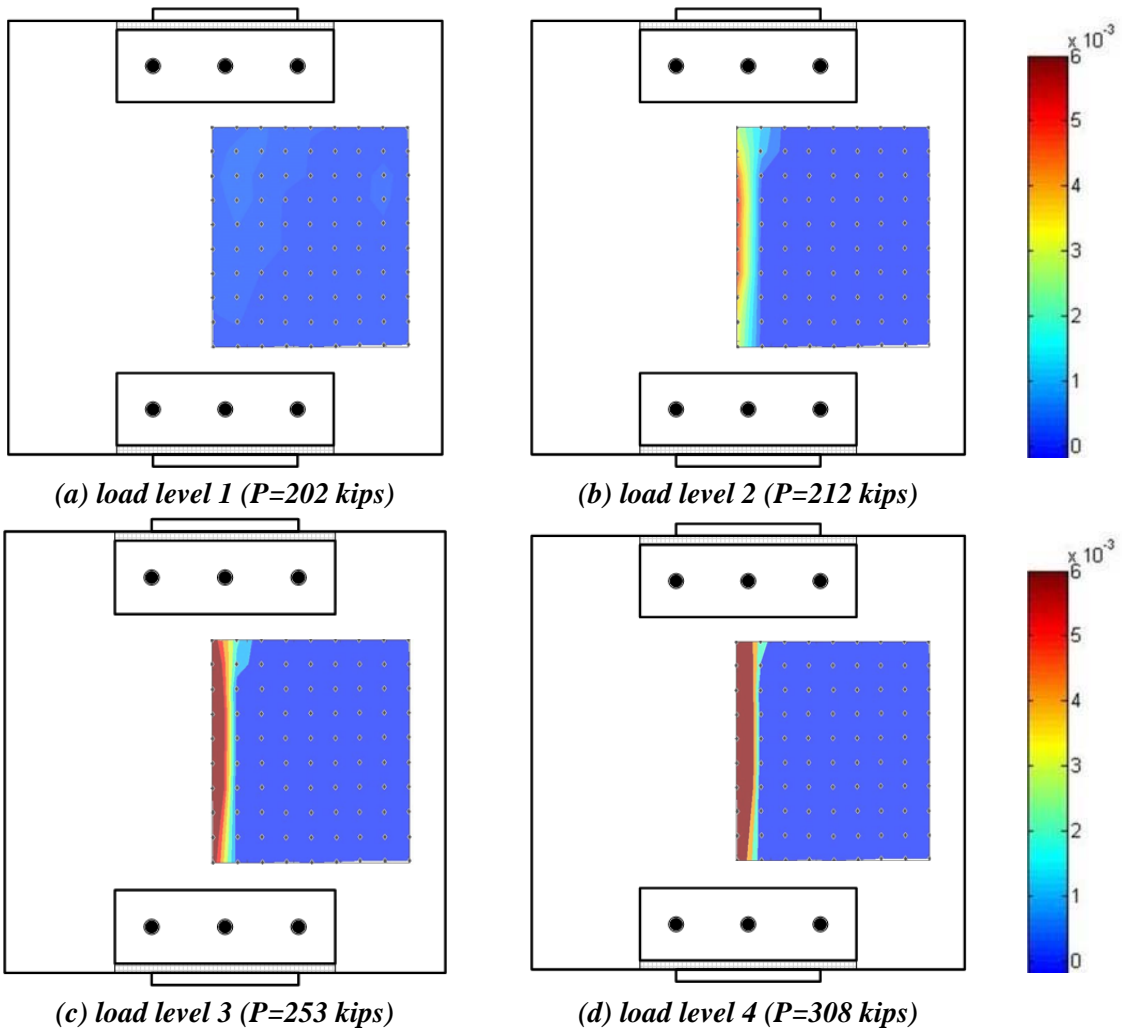 x 10-3
6
5
4
3
2
1
0
(a) load level 1 (P=202 kips)
(b) load level 2 (P=212 kips)
x 10-3
6
5
4
3
2
1
0
(c) load level 3 (P=253 kips)
(d) load level 4 (P=308 kips)